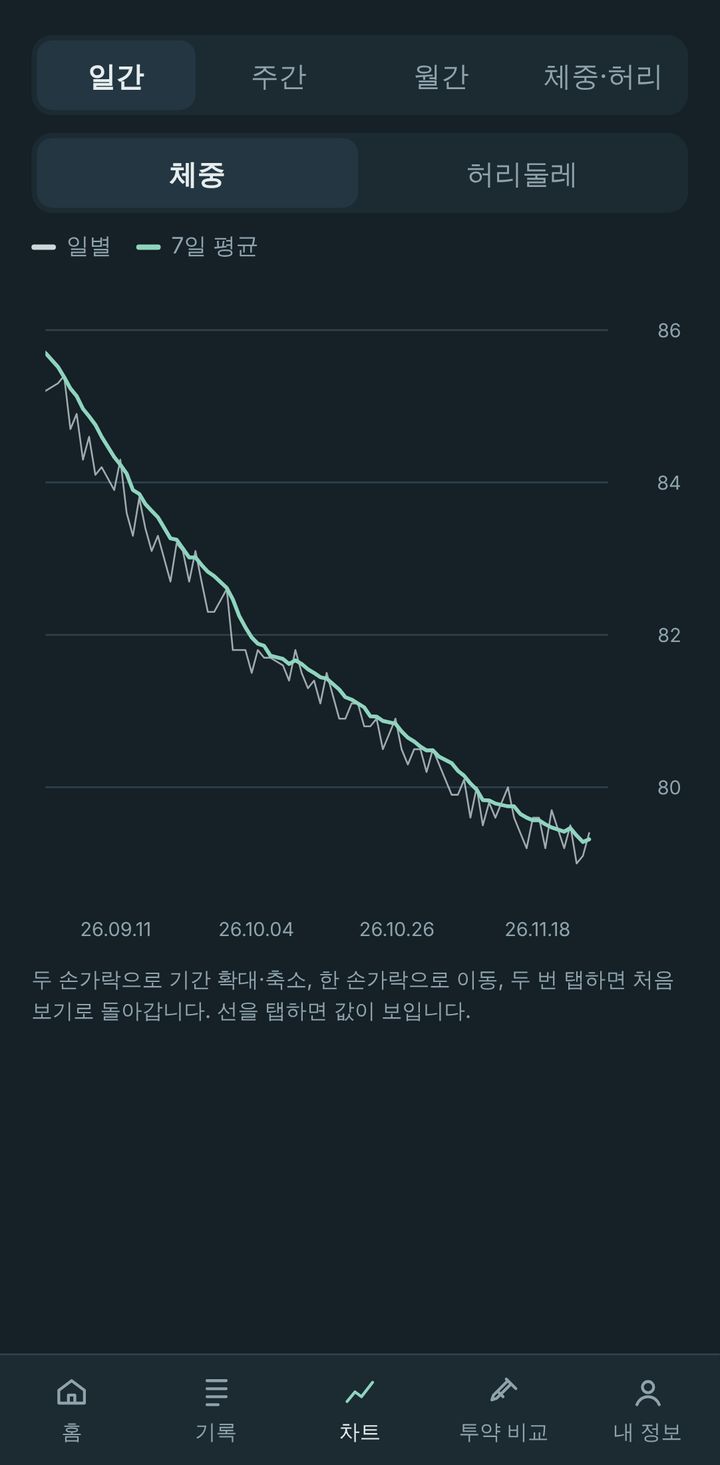 일간 주간 월간 체중·허리
체중 허리둘레
일별 7일 평균
86
84
82
80
26.09.11 26.10.04 26.10.26 26.11.18
두 손가락으로 기간 확대·축소, 한 손가락으로 이동, 두 번 탭하면 처음
보기로 돌아갑니다. 선을 탭하면 값이 보입니다.
홈 기록 차트 투약 비교 내 정보